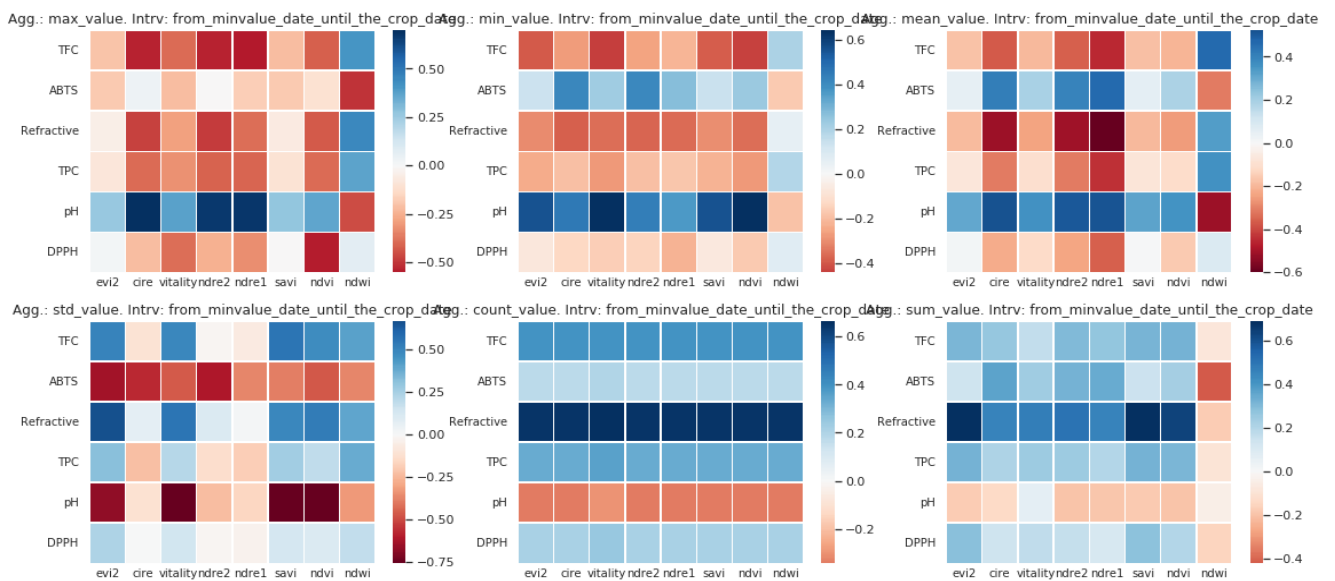 Agg.: max_value. Intrv: from_minvalue_date_until_the_crop_date
Agg.: min_value. Intrv: from_minvalue_date_until_the_crop_date
Agg.: mean_value. Intrv: from_minvalue_date_until_the_crop_date
TFC
ABTS
Refractive
TPC
pH
DPPH
evi2 cire vitality ndre2 ndre1 savi ndvi ndwi
0.50
0.25
0.00
−0.25
−0.50
evi2 cire vitality ndre2 ndre1 savi ndvi ndwi
0.6
0.4
0.2
0.0
−0.2
−0.4
evi2 cire vitality ndre2 ndre1 savi ndvi ndwi
0.4
0.2
0.0
−0.2
−0.4
−0.6
Agg.: std_value. Intrv: from_minvalue_date_until_the_crop_date
Agg.: count_value. Intrv: from_minvalue_date_until_the_crop_date
Agg.: sum_value. Intrv: from_minvalue_date_until_the_crop_date
TFC
ABTS
Refractive
TPC
pH
DPPH
evi2 cire vitality ndre2 ndre1 savi ndvi ndwi
0.50
0.25
0.00
−0.25
−0.50
−0.75
evi2 cire vitality ndre2 ndre1 savi ndvi ndwi
0.6
0.4
0.2
0.0
−0.2
evi2 cire vitality ndre2 ndre1 savi ndvi ndwi
0.6
0.4
0.2
0.0
−0.2
−0.4